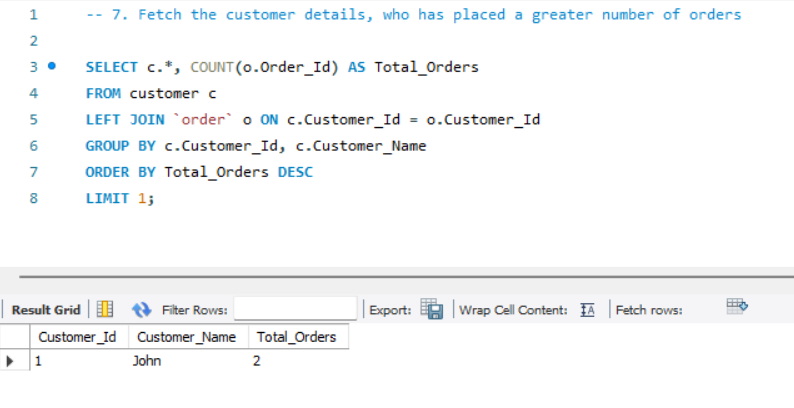 1 -- 7. Fetch the customer details, who has placed a greater number of orders
2
3 SELECT c.*, COUNT(o.Order_Id) AS Total_Orders
4 FROM customer c
5 LEFT JOIN `order` o ON c.Customer_Id = o.Customer_Id
6 GROUP BY c.Customer_Id, c.Customer_Name
7 ORDER BY Total_Orders DESC
8 LIMIT 1;
Result Grid Filter Rows: Export: Wrap Cell Content: IA Fetch rows:
Customer_Id Customer_Name Total_Orders
1 John 2